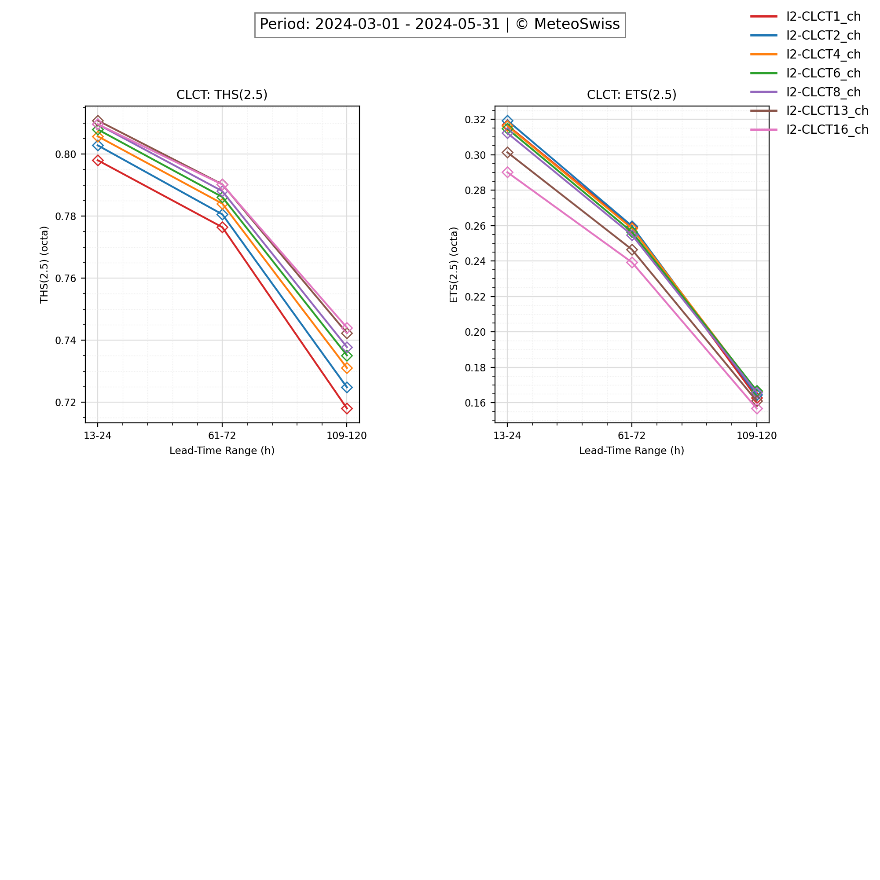 Period: 2024-03-01 - 2024-05-31 | © MeteoSwiss
I2-CLCT1_ch
I2-CLCT2_ch
I2-CLCT4_ch
I2-CLCT6_ch
I2-CLCT8_ch
I2-CLCT13_ch
I2-CLCT16_ch
CLCT: THS(2.5)
THS(2.5) (octa)
0.80
0.78
0.76
0.74
0.72
13-24 61-72 109-120
Lead-Time Range (h)
CLCT: ETS(2.5)
ETS(2.5) (octa)
0.32
0.30
0.28
0.26
0.24
0.22
0.20
0.18
0.16
13-24 61-72 109-120
Lead-Time Range (h)